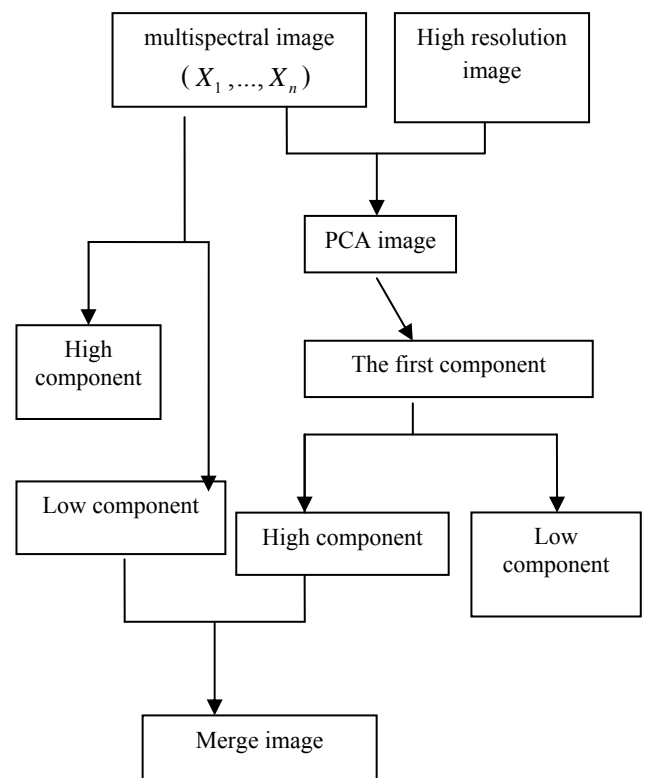 multispectral image
( X₁ ,..., Xₙ )
High resolution
image
PCA image
High
component
The first component
Low component
High component
Low
component
Merge image